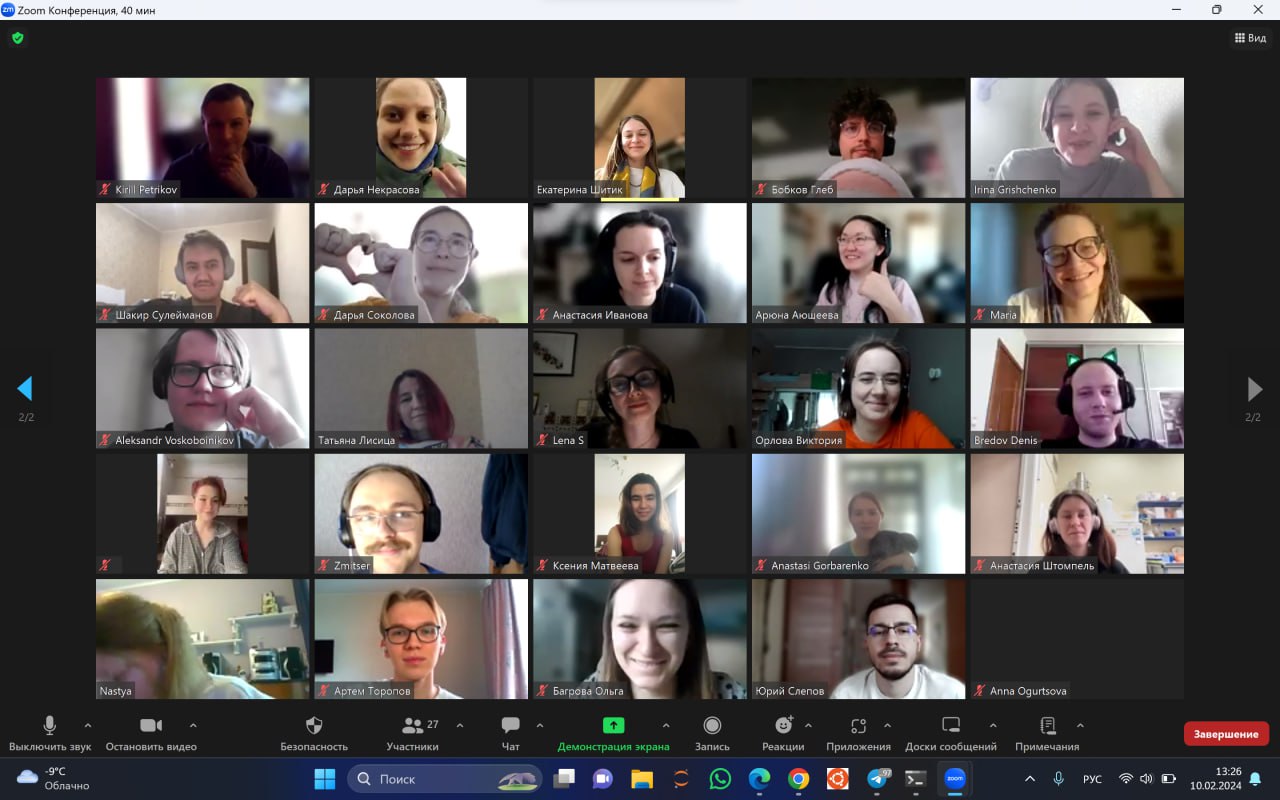 zm Zoom Конференция, 40 мин
Вид
Kirill Petrikov
Дарья Некрасова
Екатерина Шитик
Бобков Глеб
Irina Grishchenko
Шакир Сулейманов
Дарья Соколова
Анастасия Иванова
Арюна Аюшеева
Maria
Aleksandr Voskoboinikov
Татьяна Лисица
Lena S
Орлова Виктория
Bredov Denis
2/2
2/2
Zmitser
Ксения Матвеева
Anastasi Gorbarenko
Анастасия Штомпель
Nastya
Артем Торопов
Багрова Ольга
Юрий Слепов
Anna Ogurtsova
27
Выключить звук
Остановить видео
Безопасность
Участники
Чат
Демонстрация экрана
Запись
Реакции
Приложения
Доски сообщений
Примечания
Завершение
-9°C
Облачно
Поиск
97
zoom
РУС
13:26
10.02.2024